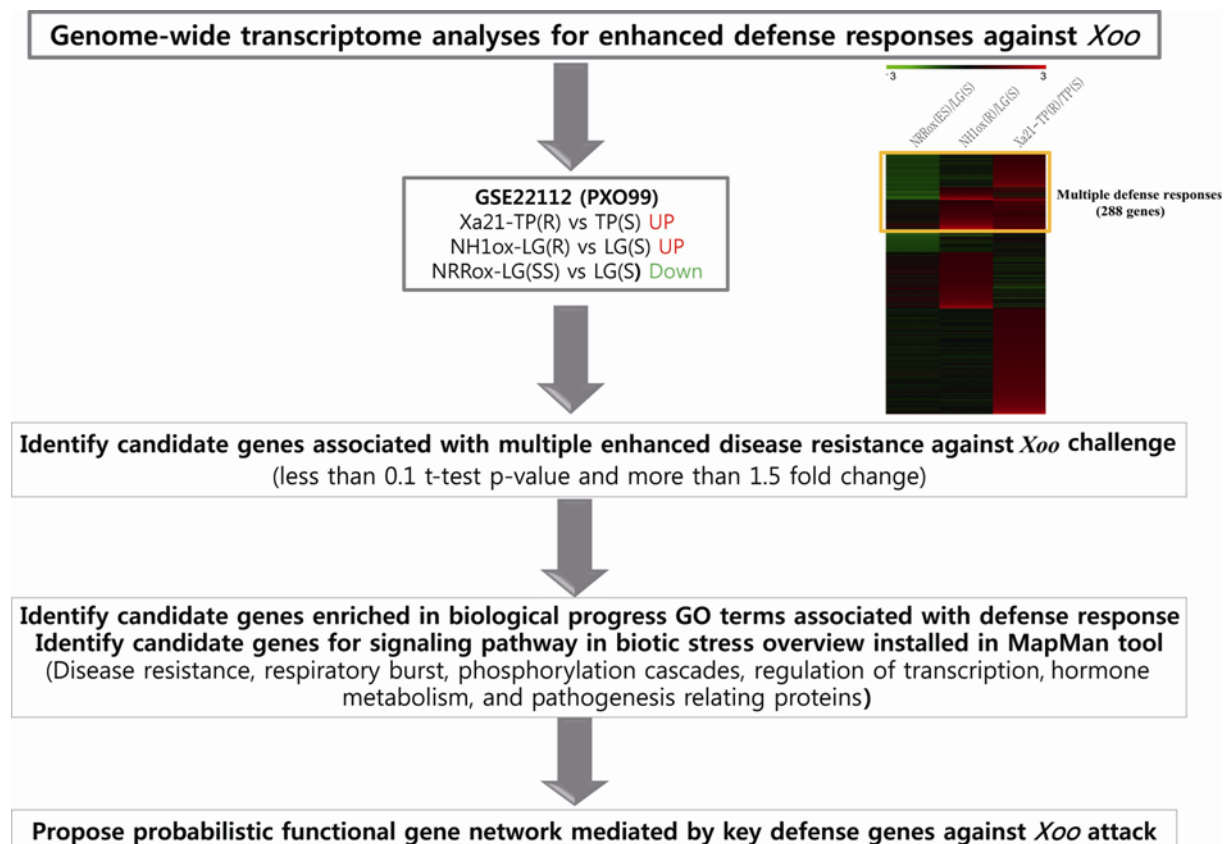 Genome-wide transcriptome analyses for enhanced defense responses against Xoo
-3
3
NRRox(ES)/LG(S)
NH1ox(R)/LG(S)
Xa21-TP(R)/TP(S)
Multiple defense responses
(288 genes)
GSE22112 (PXO99)
Xa21-TP(R) vs TP(S) UP
NH1ox-LG(R) vs LG(S) UP
NRRox-LG(SS) vs LG(S) Down
Identify candidate genes associated with multiple enhanced disease resistance against Xoo challenge
(less than 0.1 t-test p-value and more than 1.5 fold change)
Identify candidate genes enriched in biological progress GO terms associated with defense response
Identify candidate genes for signaling pathway in biotic stress overview installed in MapMan tool
(Disease resistance, respiratory burst, phosphorylation cascades, regulation of transcription, hormone
metabolism, and pathogenesis relating proteins)
Propose probabilistic functional gene network mediated by key defense genes against Xoo attack